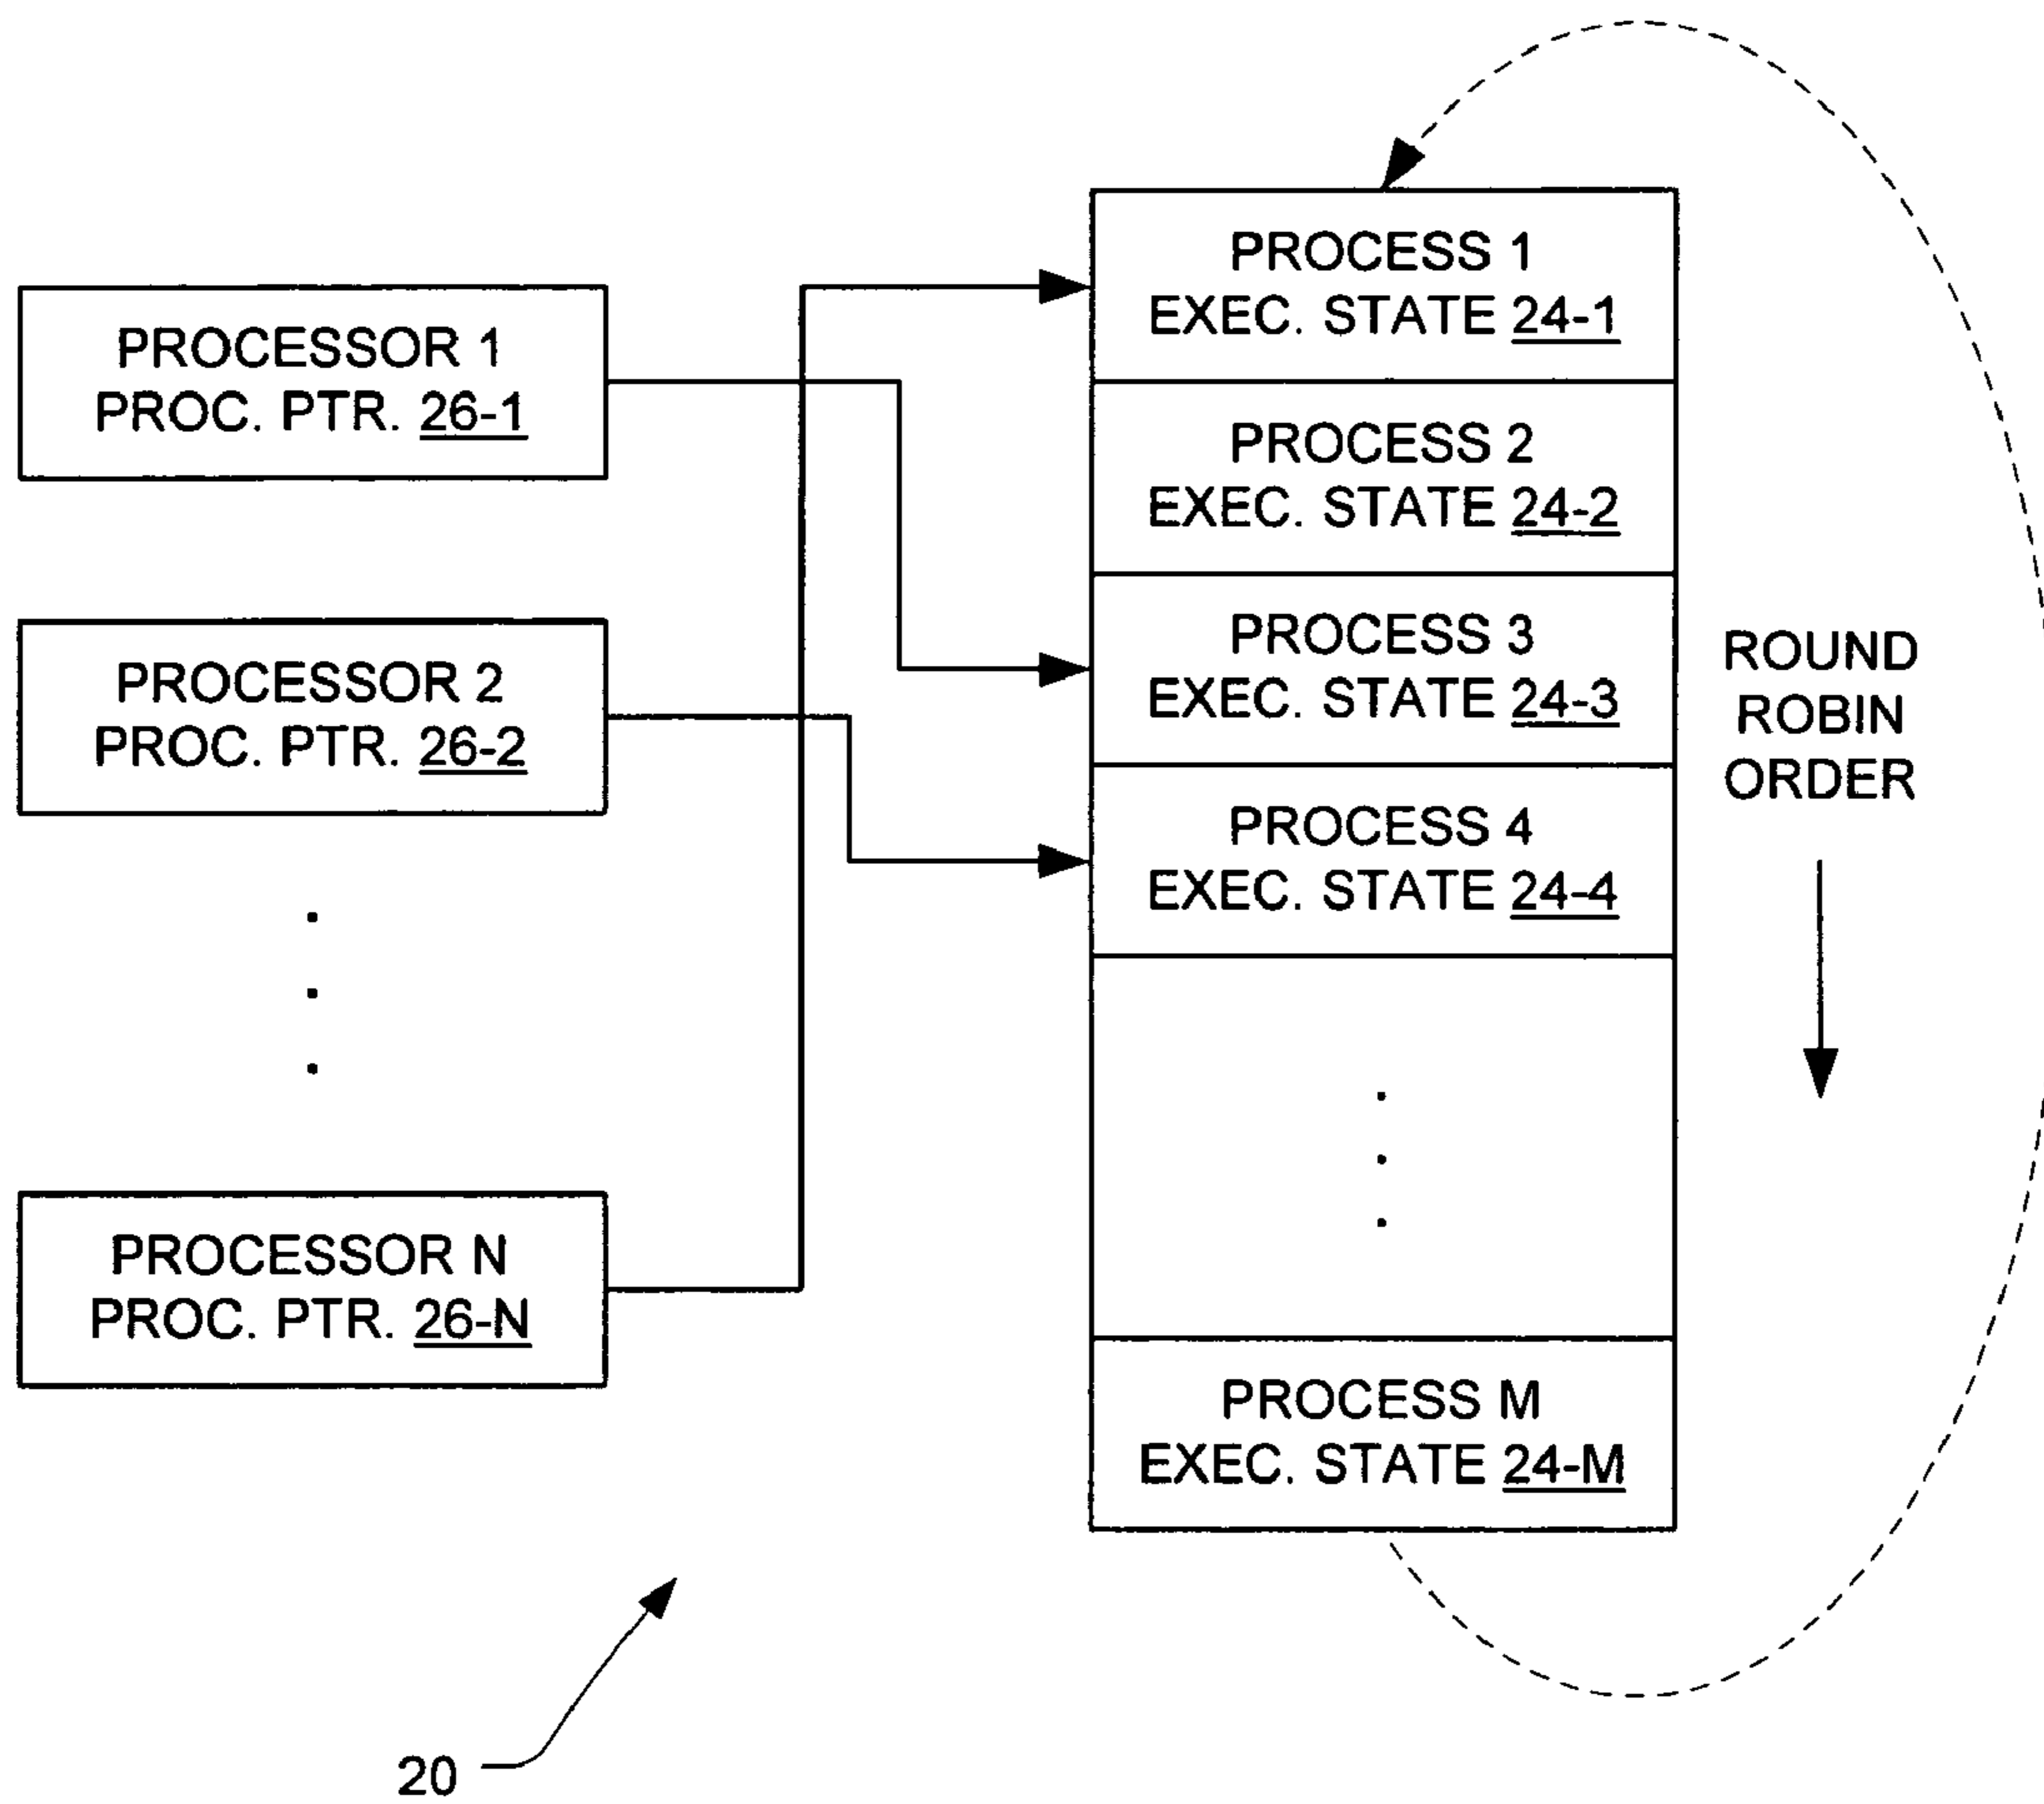 PROCESSOR 1
PROC. PTR. 26-1
PROCESSOR 2
PROC. PTR. 26-2
PROCESSOR N
PROC. PTR. 26-N
PROCESS 1
EXEC. STATE 24-1
PROCESS 2
EXEC. STATE 24-2
PROCESS 3
EXEC. STATE 24-3
PROCESS 4
EXEC. STATE 24-4
PROCESS M
EXEC. STATE 24-M
ROUND
ROBIN
ORDER
20